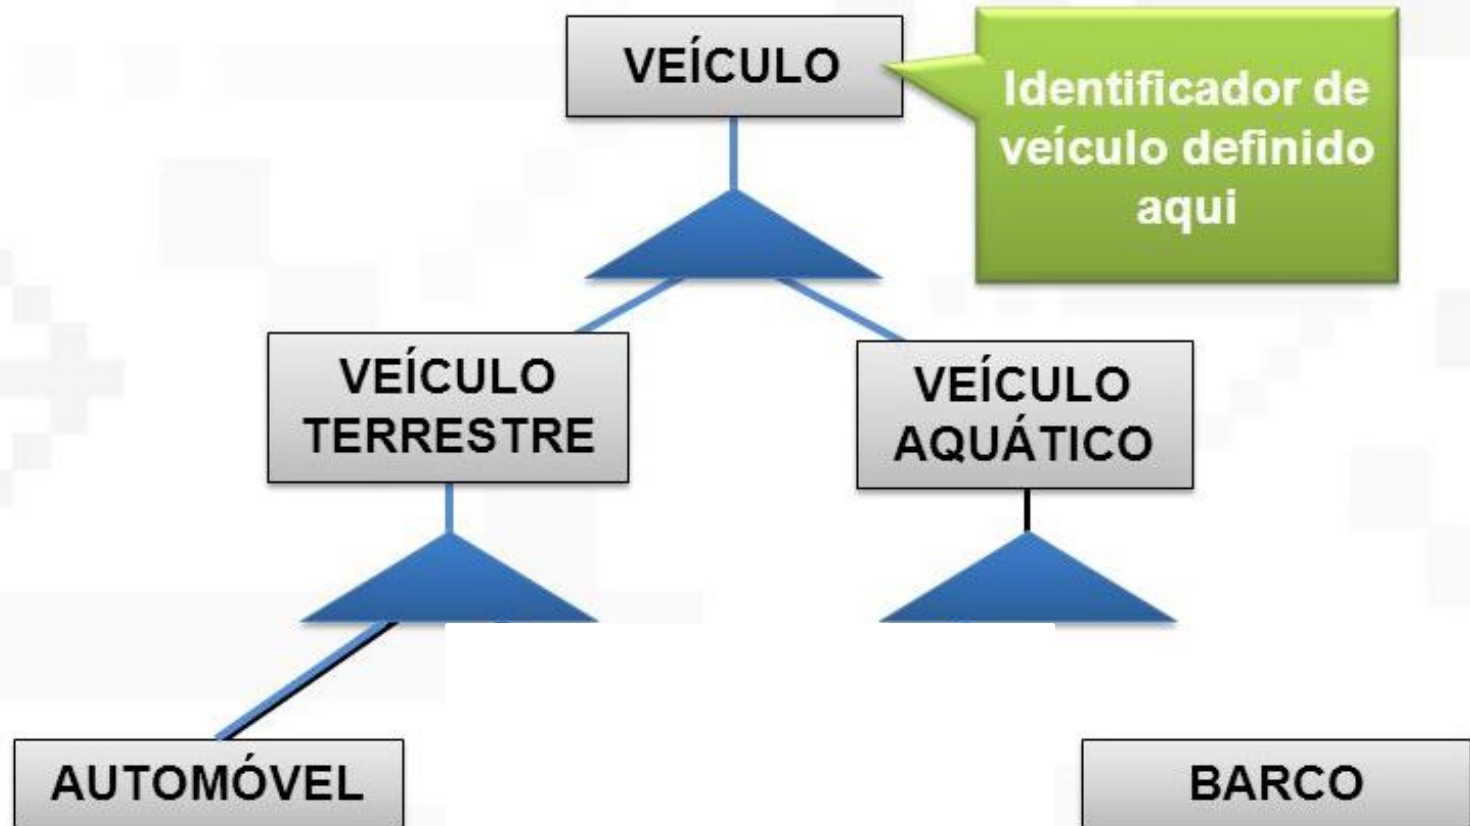 VEÍCULO
Identificador de
veículo definido
aqui
VEÍCULO
TERRESTRE
VEÍCULO
AQUÁTICO
AUTOMÓVEL
BARCO